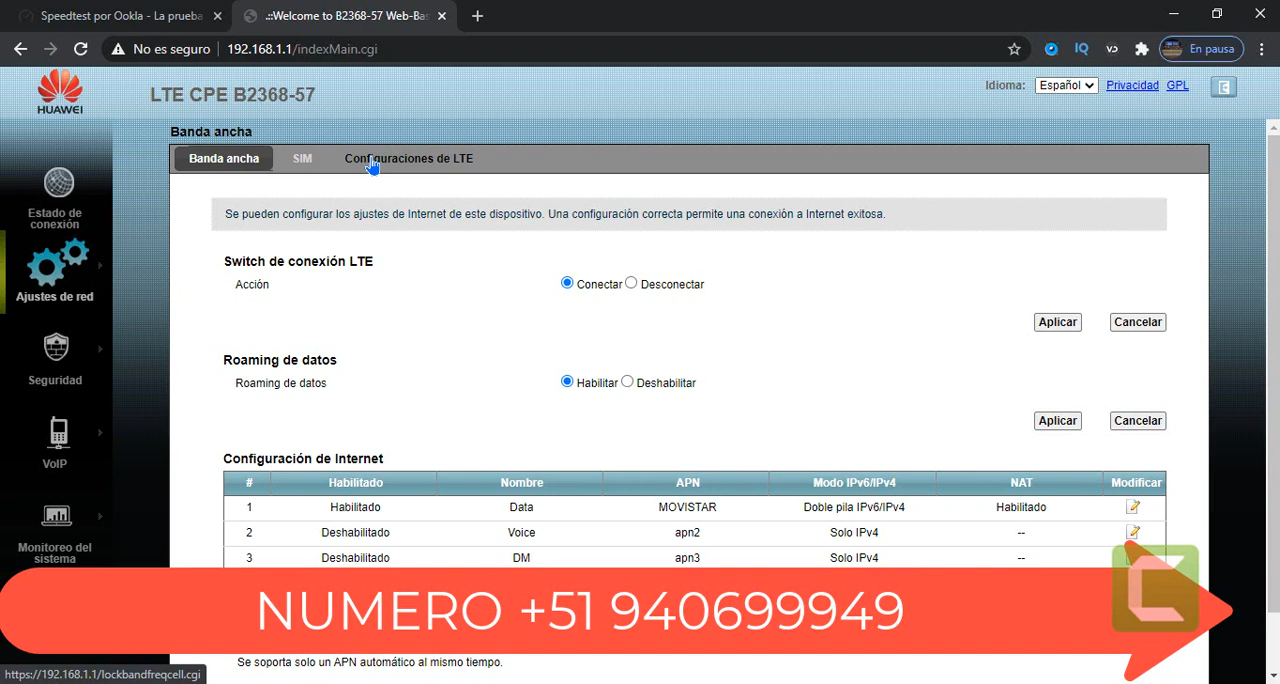 Speedtest por Ookla - La prueba
.::Welcome to B2368-57 Web-Bas
No es seguro
192.168.1.1/indexMain.cgi
IQ
En pausa
HUAWEI
LTE CPE B2368-57
Idioma:
Español
Privacidad
GPL
Banda ancha
Banda ancha
SIM
Configuraciones de LTE
Estado de
conexión
Ajustes de red
Seguridad
VoIP
Monitoreo del
sistema
Se pueden configurar los ajustes de Internet de este dispositivo. Una configuración correcta permite una conexión a Internet exitosa.
Switch de conexión LTE
Acción
Conectar
Desconectar
Aplicar
Cancelar
Roaming de datos
Roaming de datos
Habilitar
Deshabilitar
Aplicar
Cancelar
Configuración de Internet
# Habilitado Nombre APN Modo IPv6/IPv4 NAT Modificar
1 Habilitado Data MOVISTAR Doble pila IPv6/IPv4 Habilitado
2 Deshabilitado Voice apn2 Solo IPv4 --
3 Deshabilitado DM apn3 Solo IPv4 --
NUMERO +51 940699949
Se soporta solo un APN automático al mismo tiempo.
https://192.168.1.1/lockbandfreqcell.cgi